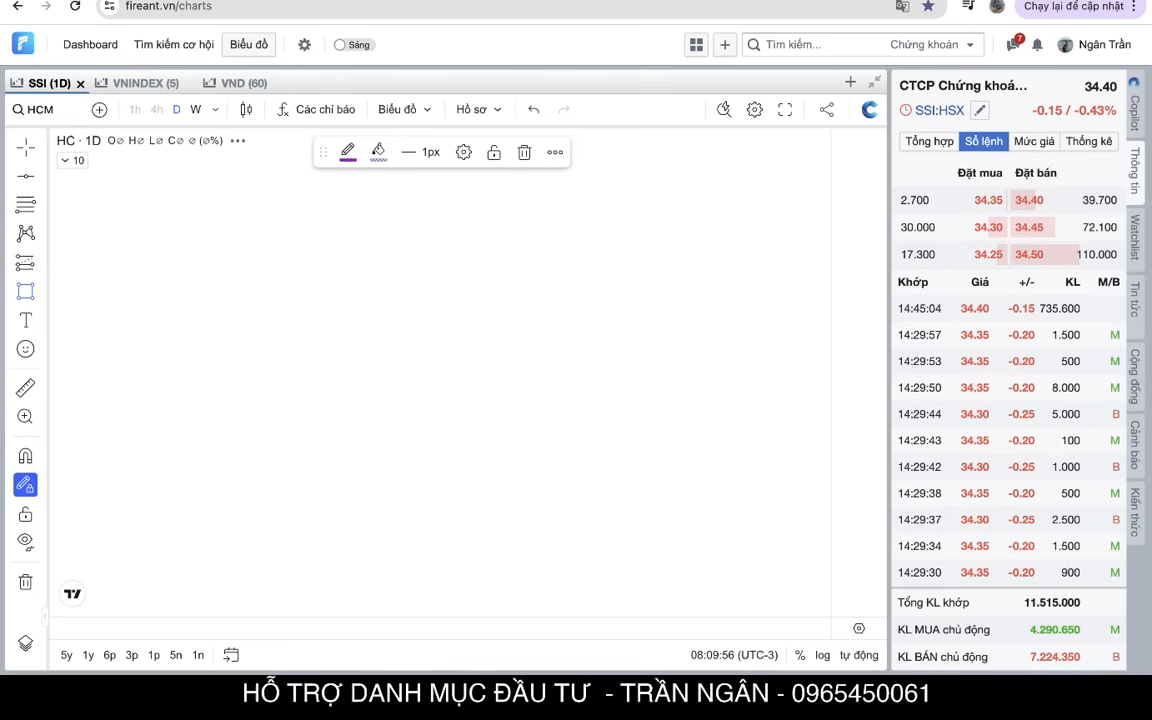 fireant.vn/charts
Chạy lại để cập nhật
Dashboard Tìm kiếm cơ hội Biểu đồ Sáng
Tìm kiếm... Chứng khoán 7 Ngân Trần
SSI (1D) VNINDEX (5) VND (60)
HCM 1h 4h D W Các chỉ báo Biểu đồ Hồ sơ
HC · 1D O∅ H∅ L∅ C∅ ∅ (∅%)
10
1px
5y 1y 6p 3p 1p 5n 1n
08:09:56 (UTC-3) % log tự động
CTCP Chứng khoá... 34.40
SSI:HSX -0.15 / -0.43%
Tổng hợp Sổ lệnh Mức giá Thống kê
Đặt mua Đặt bán
2.700 34.35 34.40 39.700
30.000 34.30 34.45 72.100
17.300 34.25 34.50 110.000
Khớp Giá +/- KL M/B
14:45:04 34.40 -0.15 735.600
14:29:57 34.35 -0.20 1.500 M
14:29:53 34.35 -0.20 500 M
14:29:50 34.35 -0.20 8.000 M
14:29:44 34.30 -0.25 5.000 B
14:29:43 34.35 -0.20 100 M
14:29:42 34.30 -0.25 1.000 B
14:29:38 34.35 -0.20 500 M
14:29:37 34.30 -0.25 2.500 B
14:29:34 34.35 -0.20 1.500 M
14:29:30 34.35 -0.20 900 M
Tổng KL khớp 11.515.000
KL MUA chủ động 4.290.650 M
KL BÁN chủ động 7.224.350 B
Copilot
Thông tin
Watchlist
Tin tức
Cộng đồng
Cảnh báo
Kiến thức
HỖ TRỢ DANH MỤC ĐẦU TƯ - TRẦN NGÂN - 0965450061